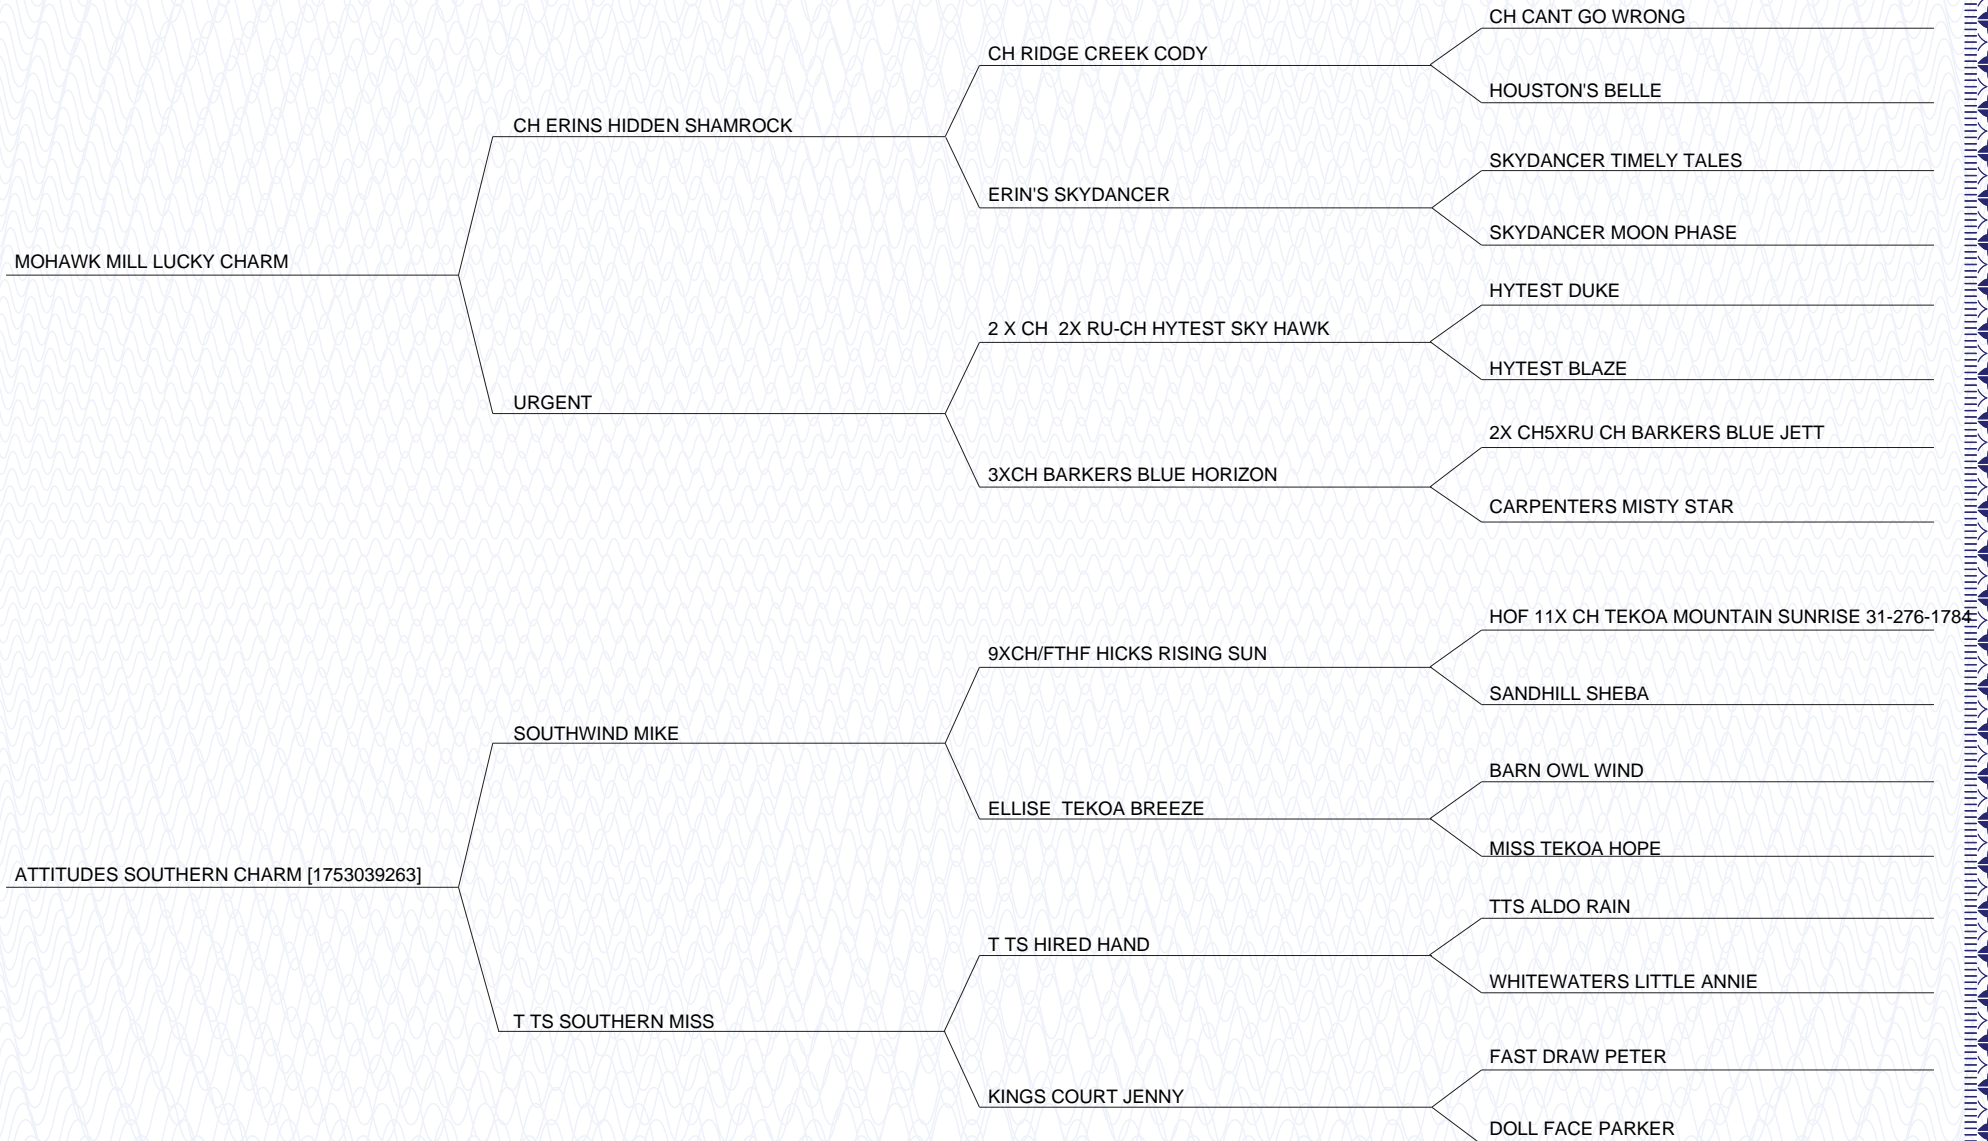 CH CANT GO WRONG
CH RIDGE CREEK CODY
HOUSTON'S BELLE
CH ERINS HIDDEN SHAMROCK
SKYDANCER TIMELY TALES
ERIN'S SKYDANCER
SKYDANCER MOON PHASE
MOHAWK MILL LUCKY CHARM
HYTEST DUKE
2 X CH  2X RU-CH HYTEST SKY HAWK
HYTEST BLAZE
URGENT
2X CH5XRU CH BARKERS BLUE JETT
3XCH BARKERS BLUE HORIZON
CARPENTERS MISTY STAR
HOF 11X CH TEKOA MOUNTAIN SUNRISE 31-276-1784
9XCH/FTHF HICKS RISING SUN
SANDHILL SHEBA
SOUTHWIND MIKE
BARN OWL WIND
ELLISE  TEKOA BREEZE
MISS TEKOA HOPE
ATTITUDES SOUTHERN CHARM [1753039263]
TTS ALDO RAIN
T TS HIRED HAND
WHITEWATERS LITTLE ANNIE
T TS SOUTHERN MISS
FAST DRAW PETER
KINGS COURT JENNY
DOLL FACE PARKER